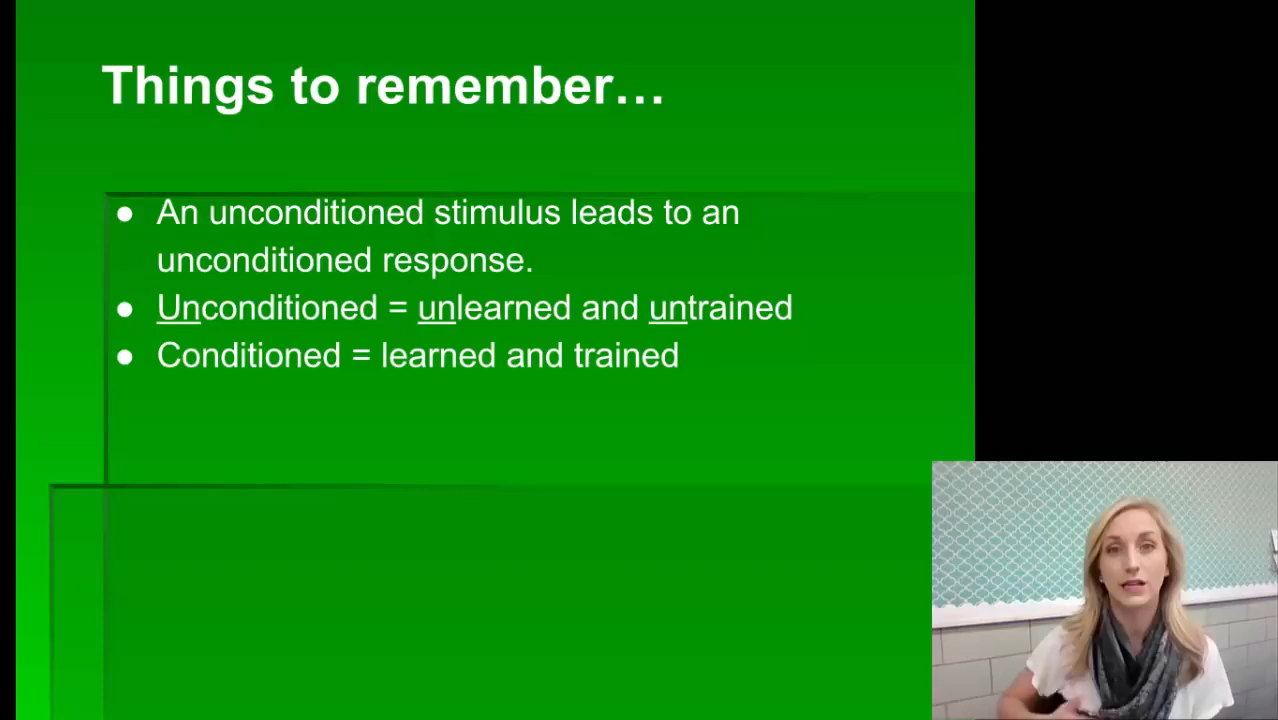 Things to remember…
● An unconditioned stimulus leads to an
unconditioned response.
● Unconditioned = unlearned and untrained
● Conditioned = learned and trained